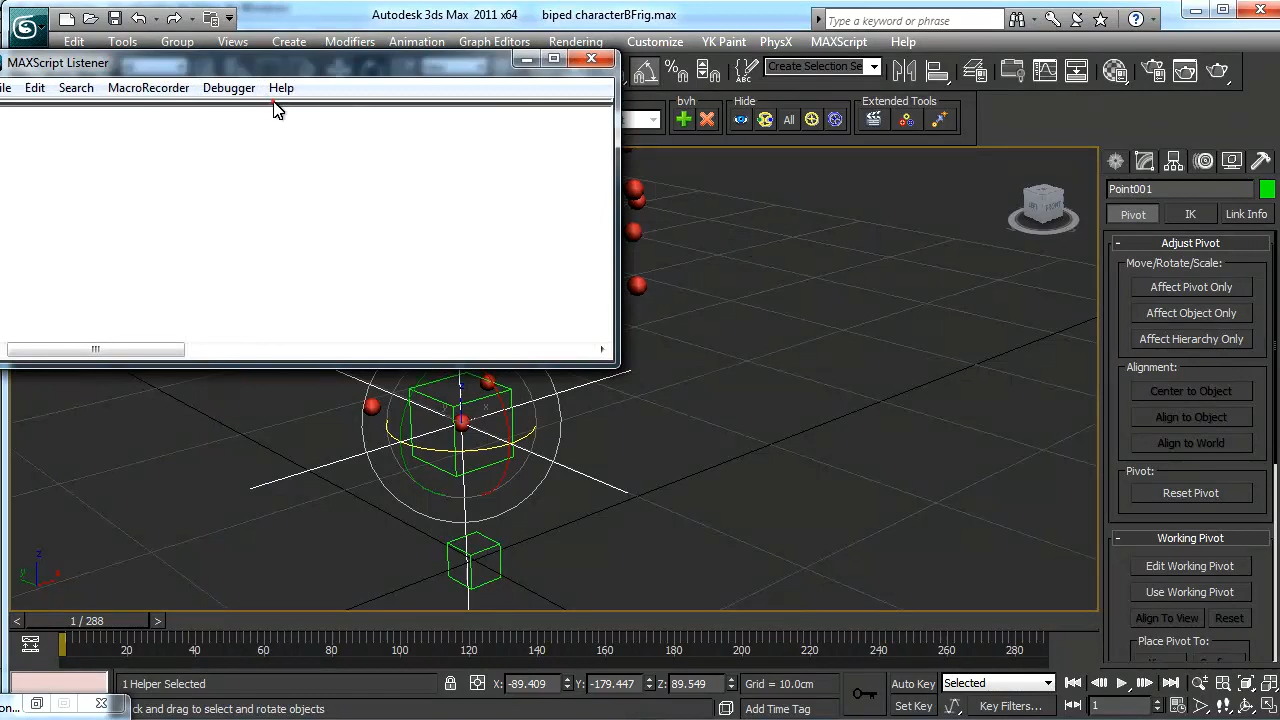 Autodesk 3ds Max 2011 x64 biped characterBFrig.max
Type a keyword or phrase
Edit Tools Group Views Create Modifiers Animation Graph Editors Rendering Customize YK Paint PhysX MAXScript Help
MAXScript Listener
ile Edit Search MacroRecorder Debugger Help
Create Selection Se
bvh Hide Extended Tools
All
Point001
Pivot IK Link Info
- Adjust Pivot
Move/Rotate/Scale:
Affect Pivot Only
Affect Object Only
Affect Hierarchy Only
Alignment:
Center to Object
Align to Object
Align to World
Pivot:
Reset Pivot
- Working Pivot
Edit Working Pivot
Use Working Pivot
Align To View Reset
Place Pivot To:
z
y x
z
y x
< 1 / 288 >
20 40 60 80 100 120 140 160 180 200 220 240 260 280
1 Helper Selected X: -89.409 Y: -179.447 Z: 89.549 Grid = 10.0cm Auto Key Selected
on... ck and drag to select and rotate objects Add Time Tag Set Key Key Filters... 1